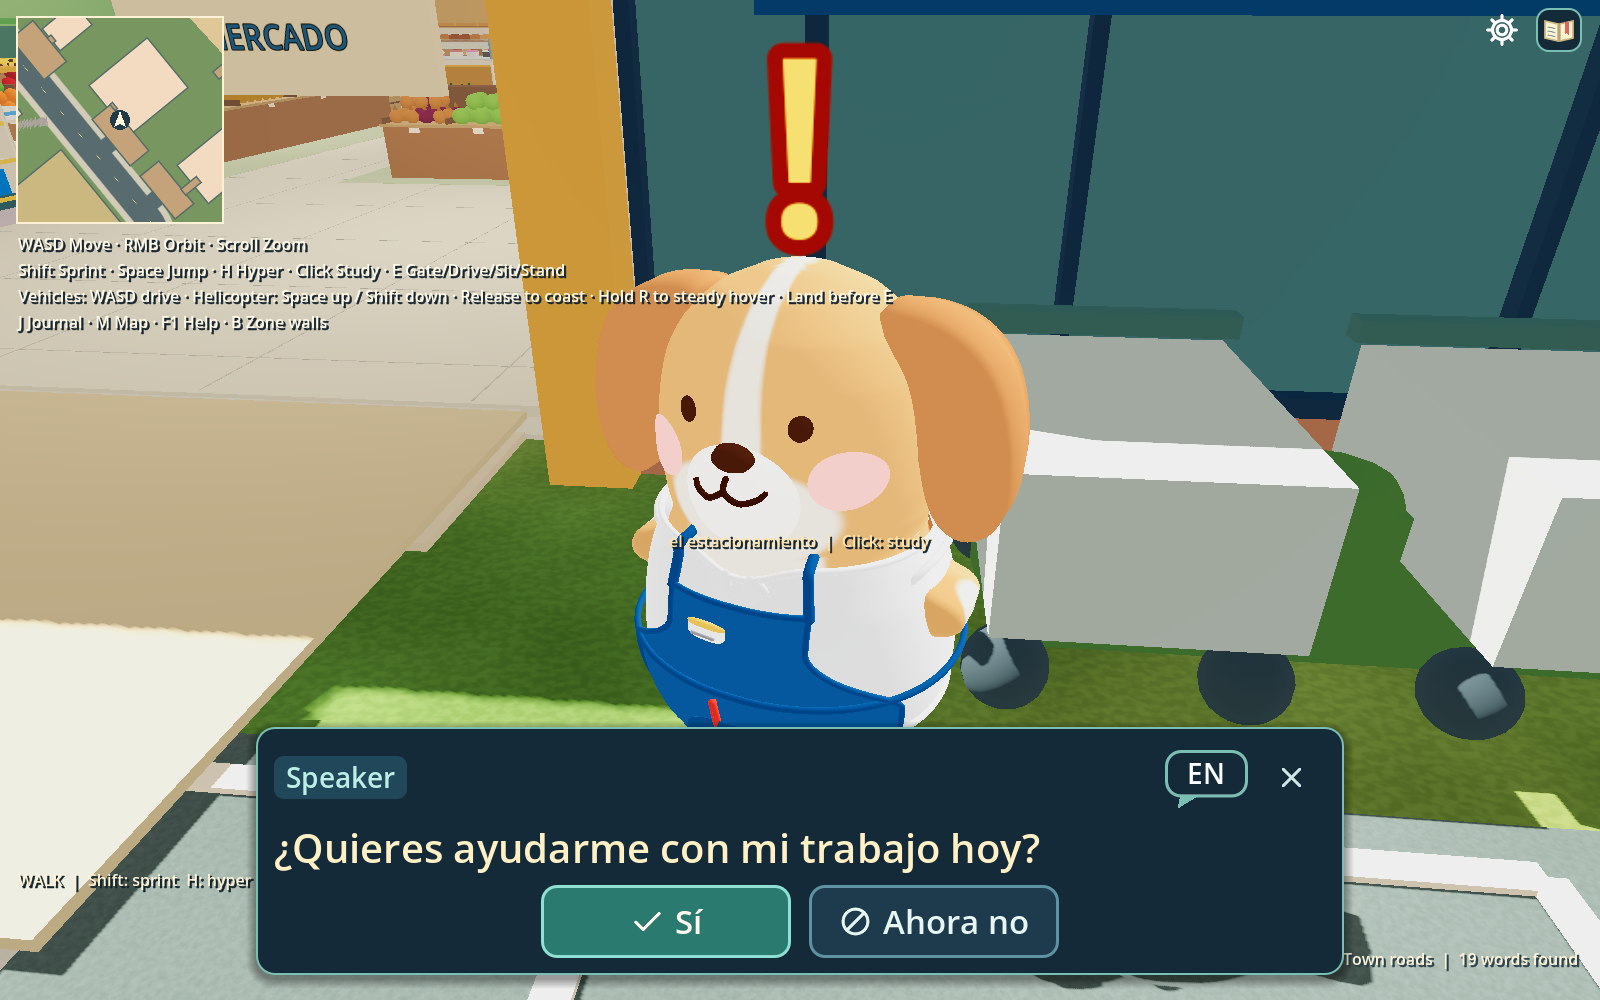 ERCADO
WASD Move · RMB Orbit · Scroll Zoom
Shift Sprint · Space Jump · H Hyper · Click Study · E Gate/Drive/Sit/Stand
Vehicles: WASD drive · Helicopter: Space up / Shift down · Release to coast · Hold R to steady hover · Land before E
J Journal · M Map · F1 Help · B Zone walls
el estacionamiento | Click: study
Speaker
EN
¿Quieres ayudarme con mi trabajo hoy?
Sí
Ahora no
WALK | Shift: sprint H: hyper
Town roads | 19 words found